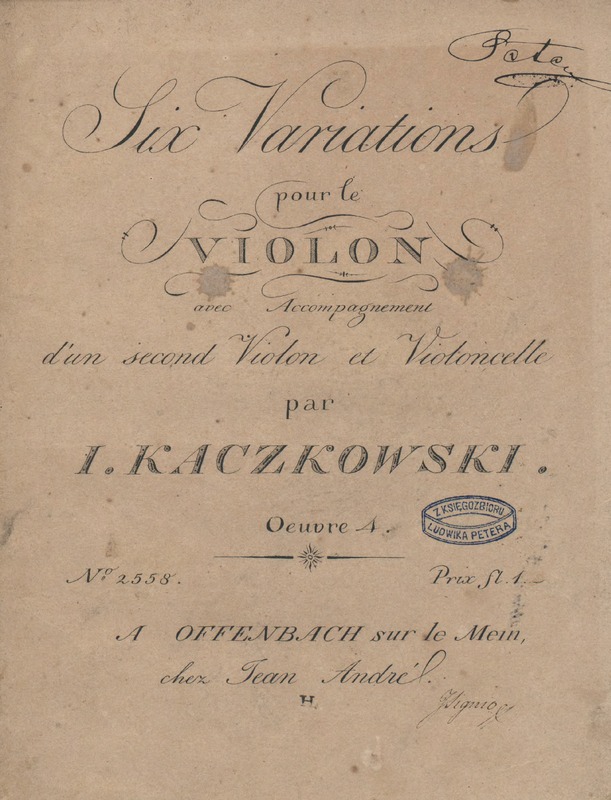 Peter
Six Variations
pour le
VIOLON
avec Accompagnement
d'un second Violon et Violoncelle
par
I. KACZKOWSKI.
Oeuvre 4.
Z KSIĘGOZBIORU
LUDWIKA PETERA
No. 2558.
Prix fl. 1.—
A OFFENBACH sur le Mein,
chez Jean André.
H.